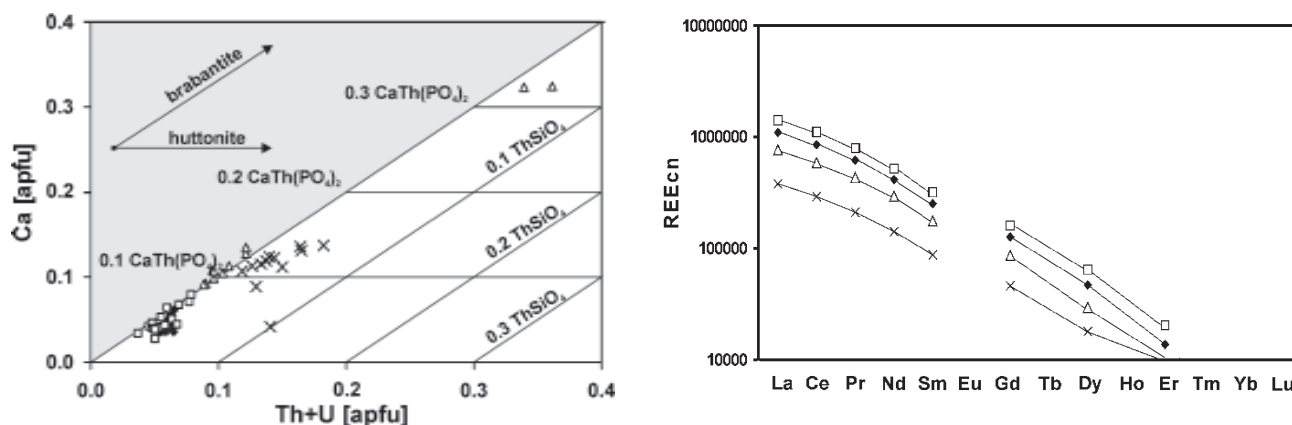 0.4
0.3
0.2
0.1
0.0
Ca [apfu]
brabantite
huttonite
0.3 CaTh(PO₄)₂
0.2 CaTh(PO₄)₂
0.1 CaTh(PO₄)
0.1 ThSiO₄
0.2 ThSiO₄
0.3 ThSiO₄
0.0 0.1 0.2 0.3 0.4
Th+U [apfu]
10000000
1000000
100000
10000
REEcn
La Ce Pr Nd Sm Eu Gd Tb Dy Ho Er Tm Yb Lu